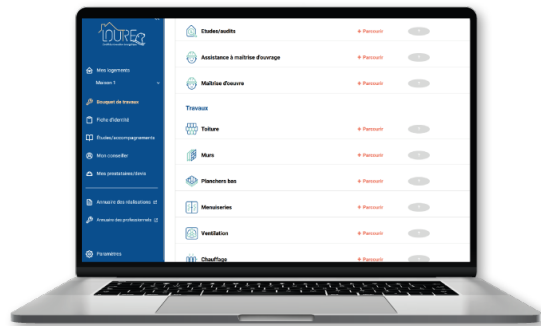 Mes logements
Maison 1
Bouquet de travaux
Fiche d'identité
Études/accompagnements
Mon conseiller
Mes prestataires/devis
Annuaire des réalisations
Annuaire des professionnels
Paramètres
Etudes/audits + Parcourir
Assistance à maîtrise d'ouvrage + Parcourir
Maîtrise d'oeuvre + Parcourir
Travaux
Toiture + Parcourir
Murs + Parcourir
Planchers bas + Parcourir
Menuiseries + Parcourir
Ventilation + Parcourir
Chauffage + Parcourir